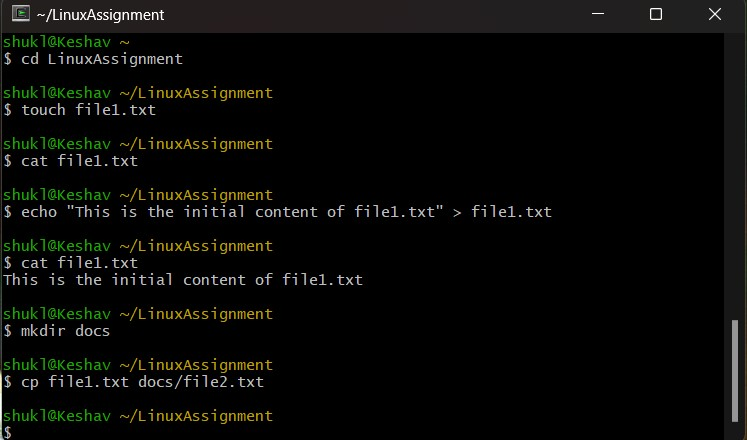 ~/LinuxAssignment
shukl@Keshav ~
$ cd LinuxAssignment
shukl@Keshav ~/LinuxAssignment
$ touch file1.txt
shukl@Keshav ~/LinuxAssignment
$ cat file1.txt
shukl@Keshav ~/LinuxAssignment
$ echo "This is the initial content of file1.txt" > file1.txt
shukl@Keshav ~/LinuxAssignment
$ cat file1.txt
This is the initial content of file1.txt
shukl@Keshav ~/LinuxAssignment
$ mkdir docs
shukl@Keshav ~/LinuxAssignment
$ cp file1.txt docs/file2.txt
shukl@Keshav ~/LinuxAssignment
$